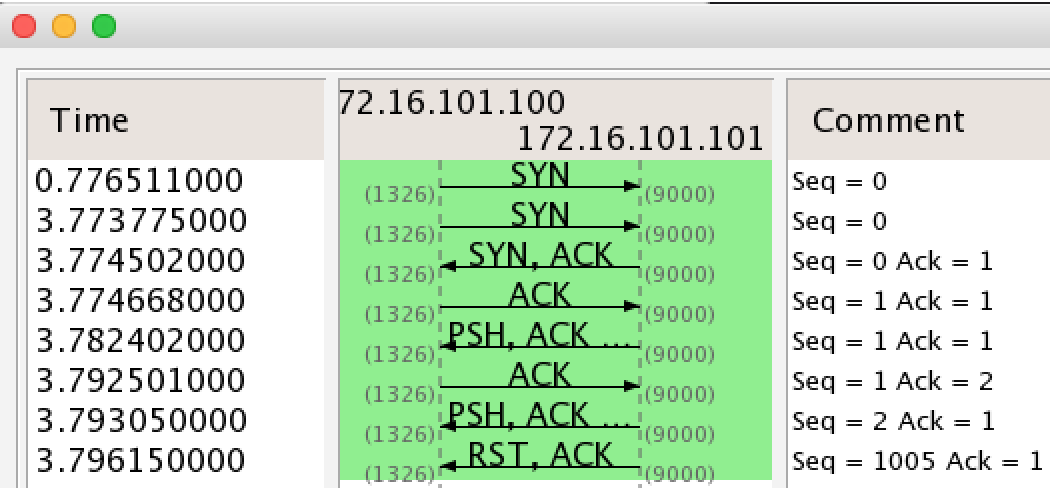 72.16.101.100
Time 172.16.101.101 Comment
0.776511000 (1326) SYN (9000) Seq = 0
3.773775000 (1326) SYN (9000) Seq = 0
3.774502000 (1326) SYN, ACK (9000) Seq = 0 Ack = 1
3.774668000 (1326) ACK (9000) Seq = 1 Ack = 1
3.782402000 (1326) PSH, ACK ... (9000) Seq = 1 Ack = 1
3.792501000 (1326) ACK (9000) Seq = 1 Ack = 2
3.793050000 (1326) PSH, ACK ... (9000) Seq = 2 Ack = 1
3.796150000 (1326) RST, ACK (9000) Seq = 1005 Ack = 1